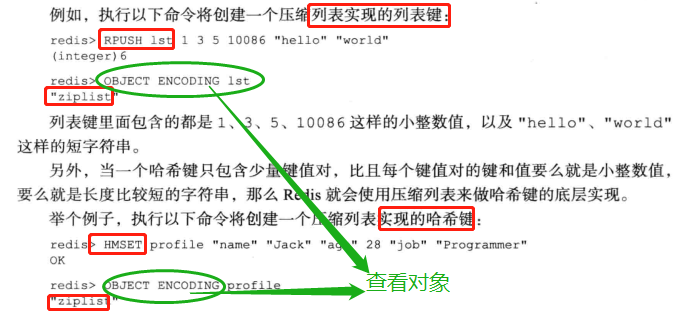 例如，执行以下命令将创建一个压缩列表实现的列表键：
redis> RPUSH lst 1 3 5 10086 "hello" "world"
(integer)6
redis> OBJECT ENCODING lst
"ziplist"
列表键里面包含的都是 1、3、5、10086 这样的小整数值，以及 "hello"、"world"
这样的短字符串。
另外，当一个哈希键只包含少量键值对，比且每个键值对的键和值要么就是小整数值，
要么就是长度比较短的字符串，那么 Redis 就会使用压缩列表来做哈希键的底层实现。
举个例子，执行以下命令将创建一个压缩列表实现的哈希键：
redis> HMSET profile "name" "Jack" "age" 28 "job" "Programmer"
OK
redis> OBJECT ENCODING profile
"ziplist"
查看对象